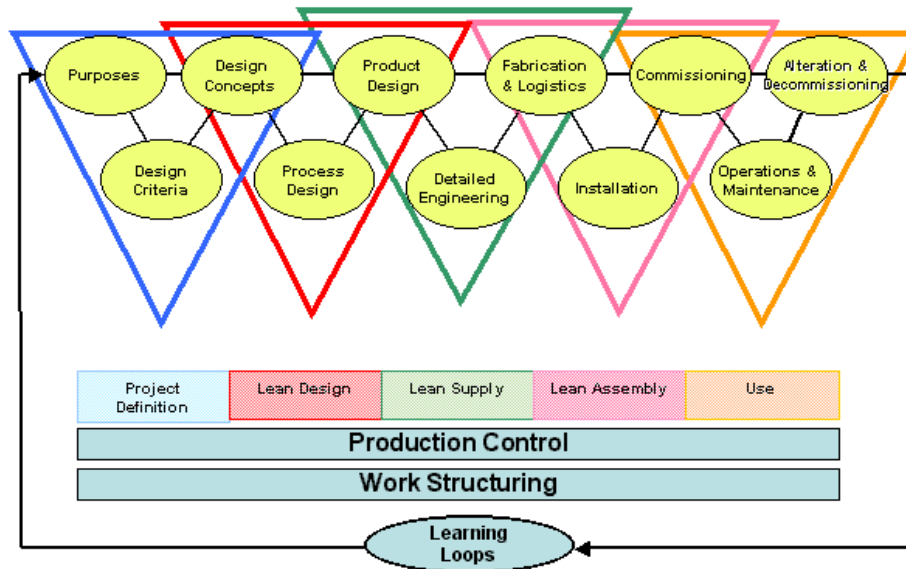 Purposes
Design
Concepts
Product
Design
Fabrication
& Logistics
Commissioning
Alteration &
Decommissioning
Design
Criteria
Process
Design
Detailed
Engineering
Installation
Operations &
Maintenance
Project
Definition
Lean Design
Lean Supply
Lean Assembly
Use
Production Control
Work Structuring
Learning
Loops